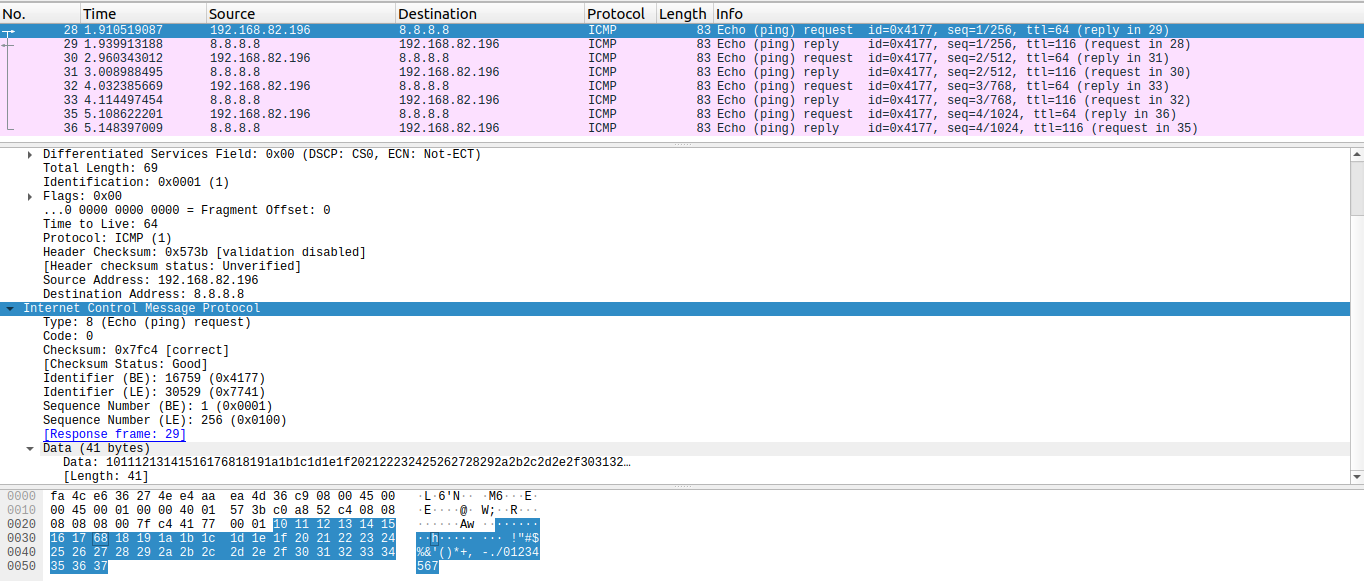 No. Time Source Destination Protocol Length Info
28 1.910519087 192.168.82.196 8.8.8.8 ICMP 83 Echo (ping) request id=0x4177, seq=1/256, ttl=64 (reply in 29)
29 1.939913188 8.8.8.8 192.168.82.196 ICMP 83 Echo (ping) reply id=0x4177, seq=1/256, ttl=116 (request in 28)
30 2.960343012 192.168.82.196 8.8.8.8 ICMP 83 Echo (ping) request id=0x4177, seq=2/512, ttl=64 (reply in 31)
31 3.008988495 8.8.8.8 192.168.82.196 ICMP 83 Echo (ping) reply id=0x4177, seq=2/512, ttl=116 (request in 30)
32 4.032385669 192.168.82.196 8.8.8.8 ICMP 83 Echo (ping) request id=0x4177, seq=3/768, ttl=64 (reply in 33)
33 4.114497454 8.8.8.8 192.168.82.196 ICMP 83 Echo (ping) reply id=0x4177, seq=3/768, ttl=116 (request in 32)
35 5.108622201 192.168.82.196 8.8.8.8 ICMP 83 Echo (ping) request id=0x4177, seq=4/1024, ttl=64 (reply in 36)
36 5.148397009 8.8.8.8 192.168.82.196 ICMP 83 Echo (ping) reply id=0x4177, seq=4/1024, ttl=116 (request in 35)
Differentiated Services Field: 0x00 (DSCP: CS0, ECN: Not-ECT)
Total Length: 69
Identification: 0x0001 (1)
Flags: 0x00
...0 0000 0000 0000 = Fragment Offset: 0
Time to Live: 64
Protocol: ICMP (1)
Header Checksum: 0x573b [validation disabled]
[Header checksum status: Unverified]
Source Address: 192.168.82.196
Destination Address: 8.8.8.8
Internet Control Message Protocol
Type: 8 (Echo (ping) request)
Code: 0
Checksum: 0x7fc4 [correct]
[Checksum Status: Good]
Identifier (BE): 16759 (0x4177)
Identifier (LE): 30529 (0x7741)
Sequence Number (BE): 1 (0x0001)
Sequence Number (LE): 256 (0x0100)
[Response frame: 29]
Data (41 bytes)
Data: 10111213141516176818191a1b1c1d1e1f202122232425262728292a2b2c2d2e2f303132…
[Length: 41]
0000 fa 4c e6 36 27 4e e4 aa ea 4d 36 c9 08 00 45 00 ·L·6'N·· ·M6···E·
0010 00 45 00 01 00 00 40 01 57 3b c0 a8 52 c4 08 08 ·E····@· W;··R···
0020 08 08 08 00 7f c4 41 77 00 01 10 11 12 13 14 15 ······Aw ········
0030 16 17 68 18 19 1a 1b 1c 1d 1e 1f 20 21 22 23 24 ··h····· ··· !"#$
0040 25 26 27 28 29 2a 2b 2c 2d 2e 2f 30 31 32 33 34 %&'()*+, -./01234
0050 35 36 37 567